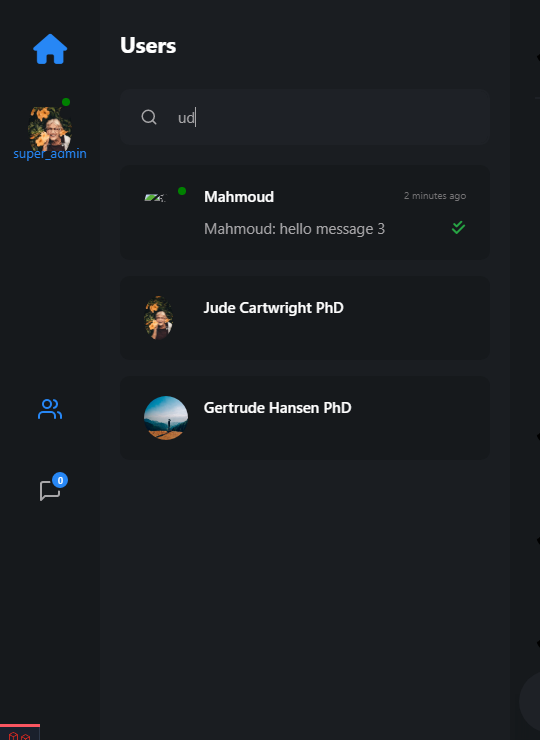 Users
super_admin
ud
Mahmoud
2 minutes ago
Mahmoud: hello message 3
Jude Cartwright PhD
Gertrude Hansen PhD
0